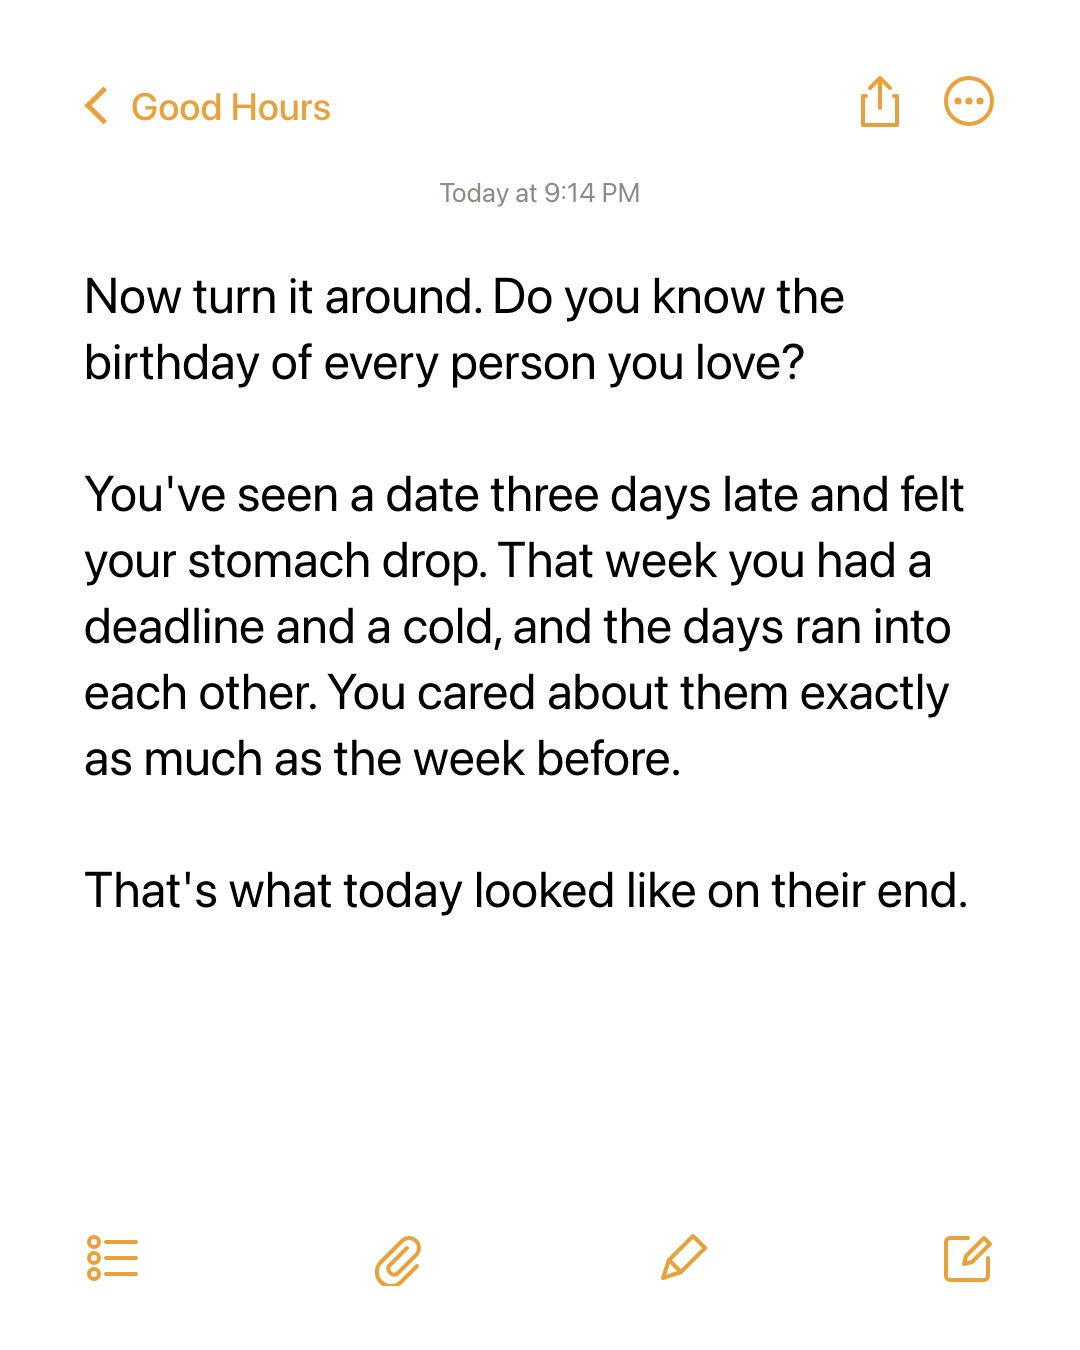 Good Hours
Today at 9:14 PM
Now turn it around. Do you know the
birthday of every person you love?
You've seen a date three days late and felt
your stomach drop. That week you had a
deadline and a cold, and the days ran into
each other. You cared about them exactly
as much as the week before.
That's what today looked like on their end.